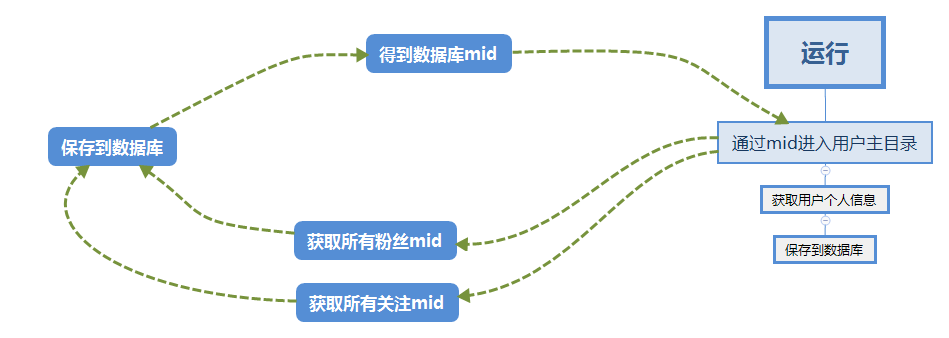 运行
得到数据库mid
保存到数据库
通过mid进入用户主目录
获取用户个人信息
获取所有粉丝mid
保存到数据库
获取所有关注mid